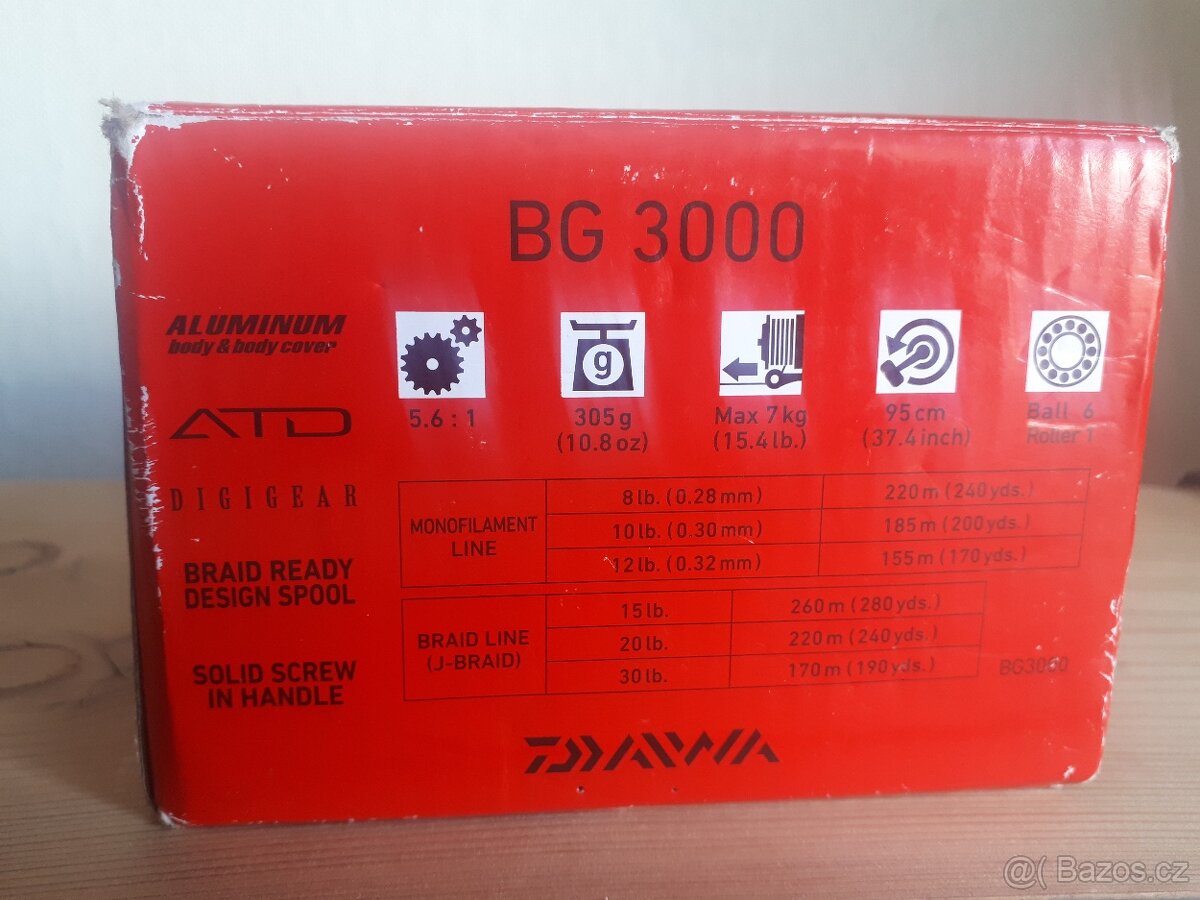 BG 3000
ALUMINUM
body & body cover
ATD
DIGIGEAR
BRAID READY
DESIGN SPOOL
SOLID SCREW
IN HANDLE
5.6 : 1
g
305g
(10.8 oz)
Max 7 kg
(15.4 lb.)
95 cm
(37.4 inch)
Ball 6
Roller 1
MONOFILAMENT
LINE
8 lb. (0.28 mm) 220 m (240 yds.)
10 lb. (0.30 mm) 185 m (200 yds.)
12 lb. (0.32 mm) 155 m (170 yds.)
BRAID LINE
(J-BRAID)
15 lb. 260 m (280 yds.)
20 lb. 220 m (240 yds.)
30 lb. 170 m (190 yds.)
BG3000
DAIWA
@( Bazos.cz